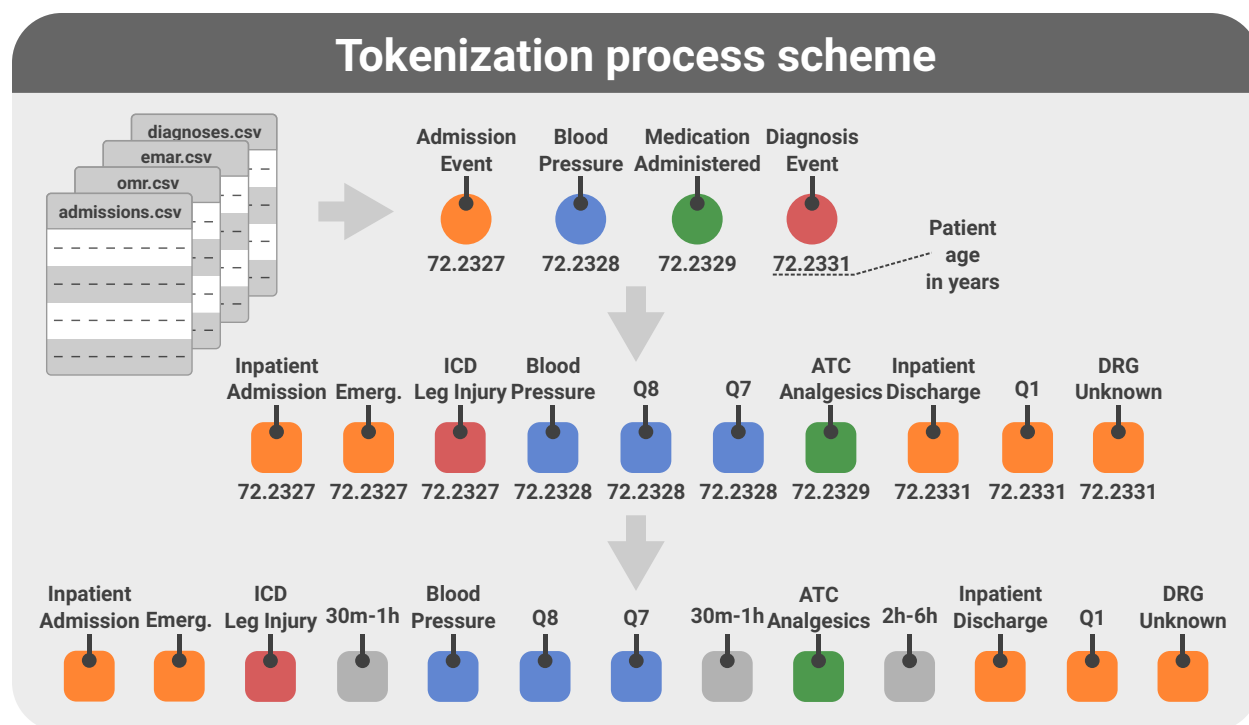 Tokenization process scheme
diagnoses.csv
emar.csv
omr.csv
admissions.csv
Admission
Event
Blood
Pressure
Medication
Administered
Diagnosis
Event
72.2327
72.2328
72.2329
72.2331
Patient
age
in years
Inpatient
Admission
Emerg.
ICD
Leg Injury
Blood
Pressure
Q8
Q7
ATC
Analgesics
Inpatient
Discharge
Q1
DRG
Unknown
72.2327
72.2327
72.2327
72.2328
72.2328
72.2328
72.2329
72.2331
72.2331
72.2331
Inpatient
Admission
Emerg.
ICD
Leg Injury
30m-1h
Blood
Pressure
Q8
Q7
30m-1h
ATC
Analgesics
2h-6h
Inpatient
Discharge
Q1
DRG
Unknown